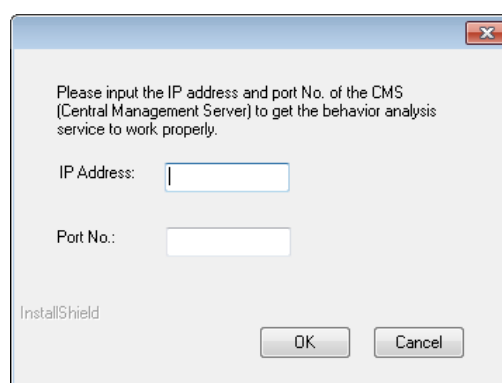 Please input the IP address and port No. of the CMS
(Central Management Server) to get the behavior analysis
service to work properly.
IP Address:
Port No.:
InstallShield
OK Cancel